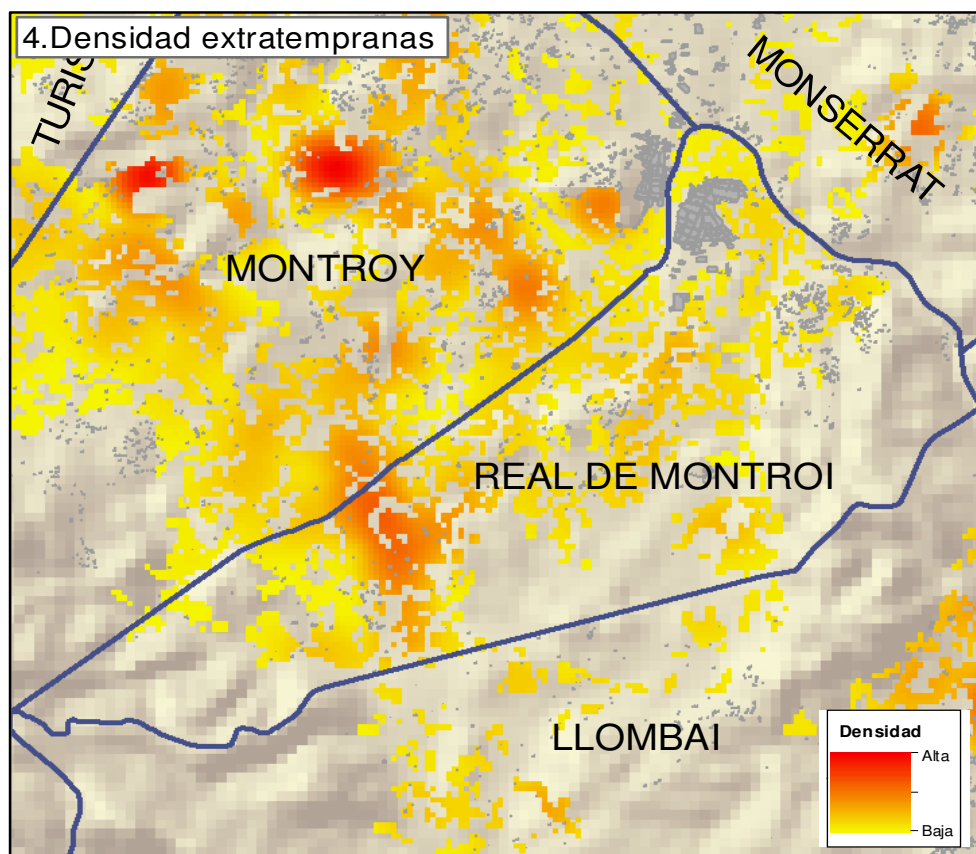 4.Densidad extratempranas
TURIS
MONSERRAT
MONTROY
REAL DE MONTROI
LLOMBAI
Densidad
Alta
Baja